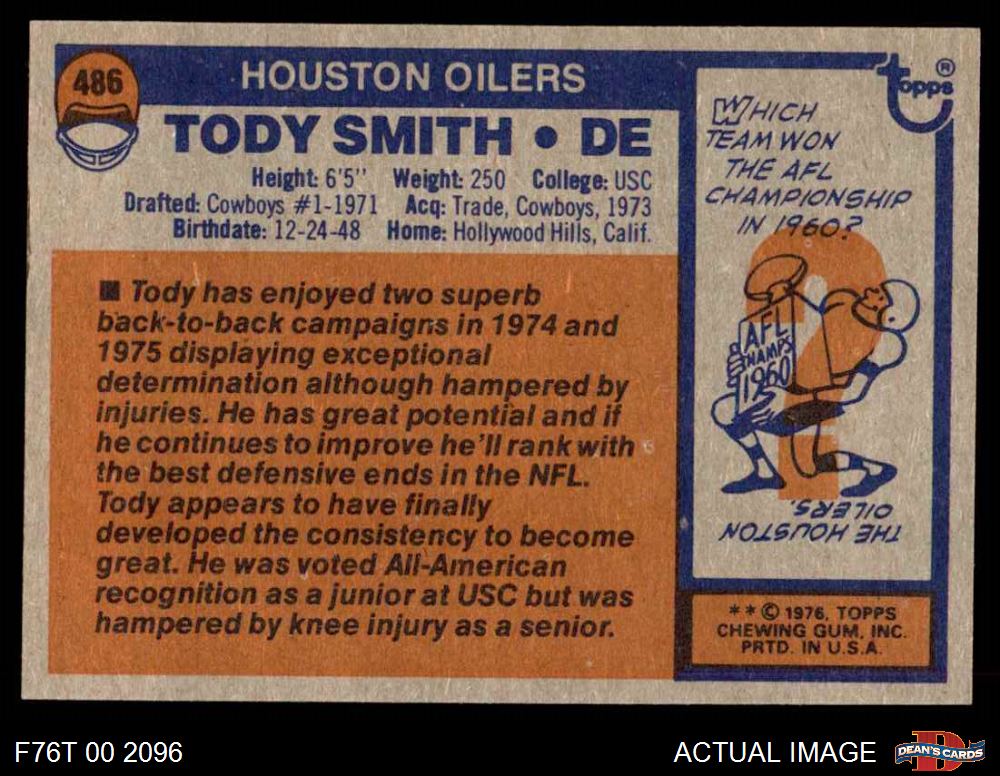 486
HOUSTON OILERS
TODY SMITH • DE
Height: 6'5" Weight: 250 College: USC
Drafted: Cowboys #1-1971 Acq: Trade, Cowboys, 1973
Birthdate: 12-24-48 Home: Hollywood Hills, Calif.
■ Tody has enjoyed two superb
back-to-back campaigns in 1974 and
1975 displaying exceptional
determination although hampered by
injuries. He has great potential and if
he continues to improve he'll rank with
the best defensive ends in the NFL.
Tody appears to have finally
developed the consistency to become
great. He was voted All-American
recognition as a junior at USC but was
hampered by knee injury as a senior.
topps ®
WHICH
TEAM WON
THE AFL
CHAMPIONSHIP
IN 1960?
AFL
CHAMPS
1960
THE HOUSTON
OILERS.
** © 1976, TOPPS
CHEWING GUM, INC.
PRTD. IN U.S.A.
F76T 00 2096
ACTUAL IMAGE
DEAN'S CARDS